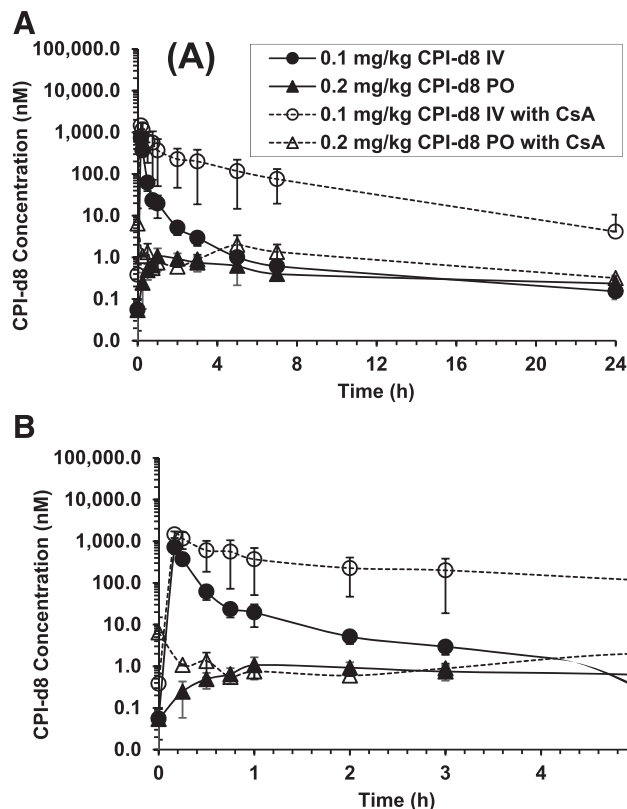 A
(A)
0.1 mg/kg CPI-d8 IV
0.2 mg/kg CPI-d8 PO
0.1 mg/kg CPI-d8 IV with CsA
0.2 mg/kg CPI-d8 PO with CsA
CPI-d8 Concentration (nM)
100,000.0
10,000.0
1,000.0
100.0
10.0
1.0
0.1
0.0
0 4 8 12 16 20 24
Time (h)
B
CPI-d8 Concentration (nM)
100,000.0
10,000.0
1,000.0
100.0
10.0
1.0
0.1
0.0
0 1 2 3 4
Time (h)